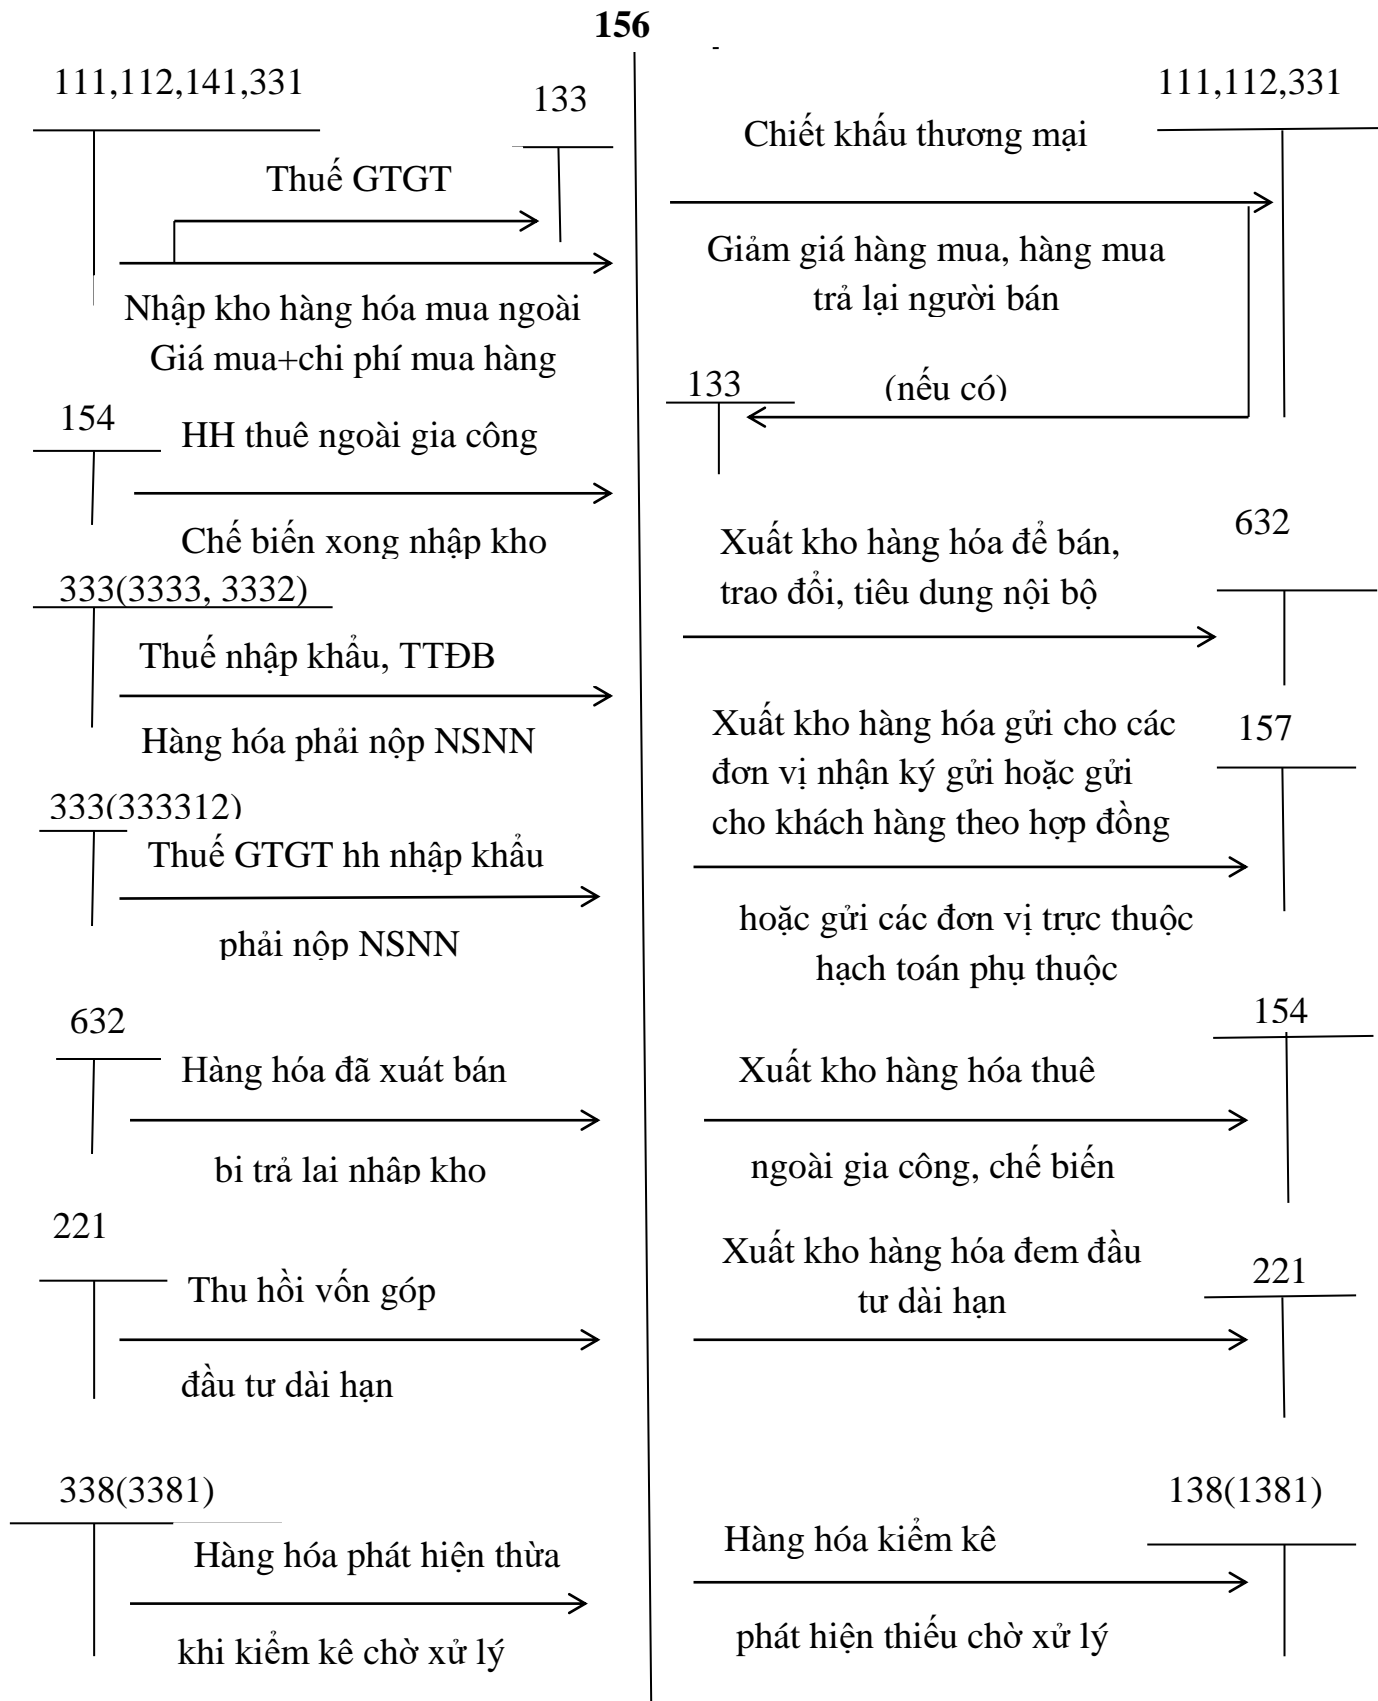 156
111,112,141,331
133
Thuế GTGT
Nhập kho hàng hóa mua ngoài
Giá mua+chi phí mua hàng
154
HH thuê ngoài gia công
Chế biến xong nhập kho
333(3333, 3332)
Thuế nhập khẩu, TTĐB
Hàng hóa phải nộp NSNN
333(333312)
Thuế GTGT hh nhập khẩu
phải nộp NSNN
632
Hàng hóa đã xuát bán
bi trả lai nhâp kho
221
Thu hồi vốn góp
đầu tư dài hạn
338(3381)
Hàng hóa phát hiện thừa
khi kiểm kê chờ xử lý
111,112,331
Chiết khấu thương mại
Giảm giá hàng mua, hàng mua
trả lại người bán
133
(nếu có)
632
Xuất kho hàng hóa để bán,
trao đổi, tiêu dung nội bộ
157
Xuất kho hàng hóa gửi cho các
đơn vị nhận ký gửi hoặc gửi
cho khách hàng theo hợp đồng
hoặc gửi các đơn vị trực thuộc
hạch toán phụ thuộc
154
Xuất kho hàng hóa thuê
ngoài gia công, chế biến
221
Xuất kho hàng hóa đem đầu
tư dài hạn
138(1381)
Hàng hóa kiểm kê
phát hiện thiếu chờ xử lý